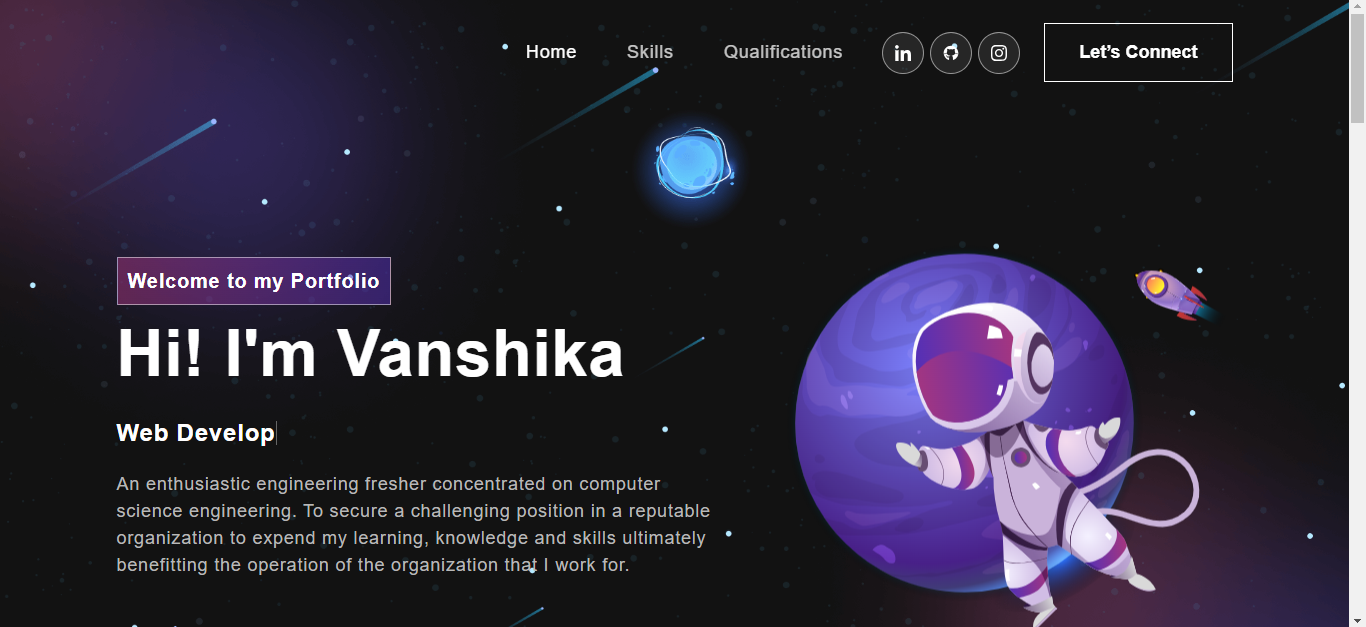 Home Skills Qualifications in Let’s Connect
Welcome to my Portfolio
Hi! I'm Vanshika
Web Develop
An enthusiastic engineering fresher concentrated on computer
science engineering. To secure a challenging position in a reputable
organization to expend my learning, knowledge and skills ultimately
benefitting the operation of the organization that I work for.